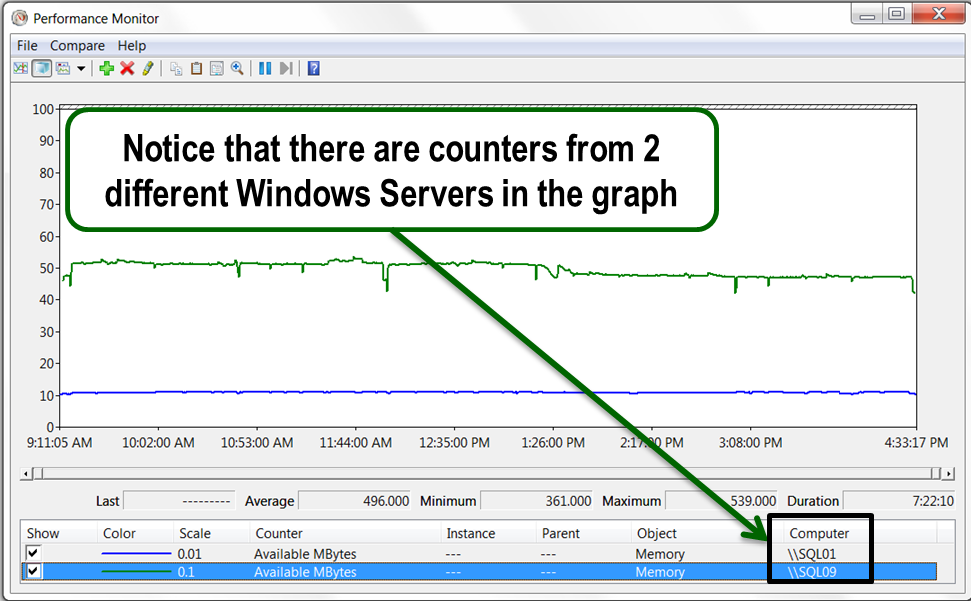 Performance Monitor
File Compare Help
100
Notice that there are counters from 2
different Windows Servers in the graph
90
80
70
60
50
40
30
20
10
0
9:11:05 AM 10:02:00 AM 10:53:00 AM 11:44:00 AM 12:35:00 PM 1:26:00 PM 2:17:00 PM 3:08:00 PM 4:33:17 PM
Last --------- Average 496.000 Minimum 361.000 Maximum 539.000 Duration 7:22:10
Show Color Scale Counter Instance Parent Object Computer
0.01 Available MBytes --- --- Memory \\SQL01
0.1 Available MBytes --- --- Memory \\SQL09